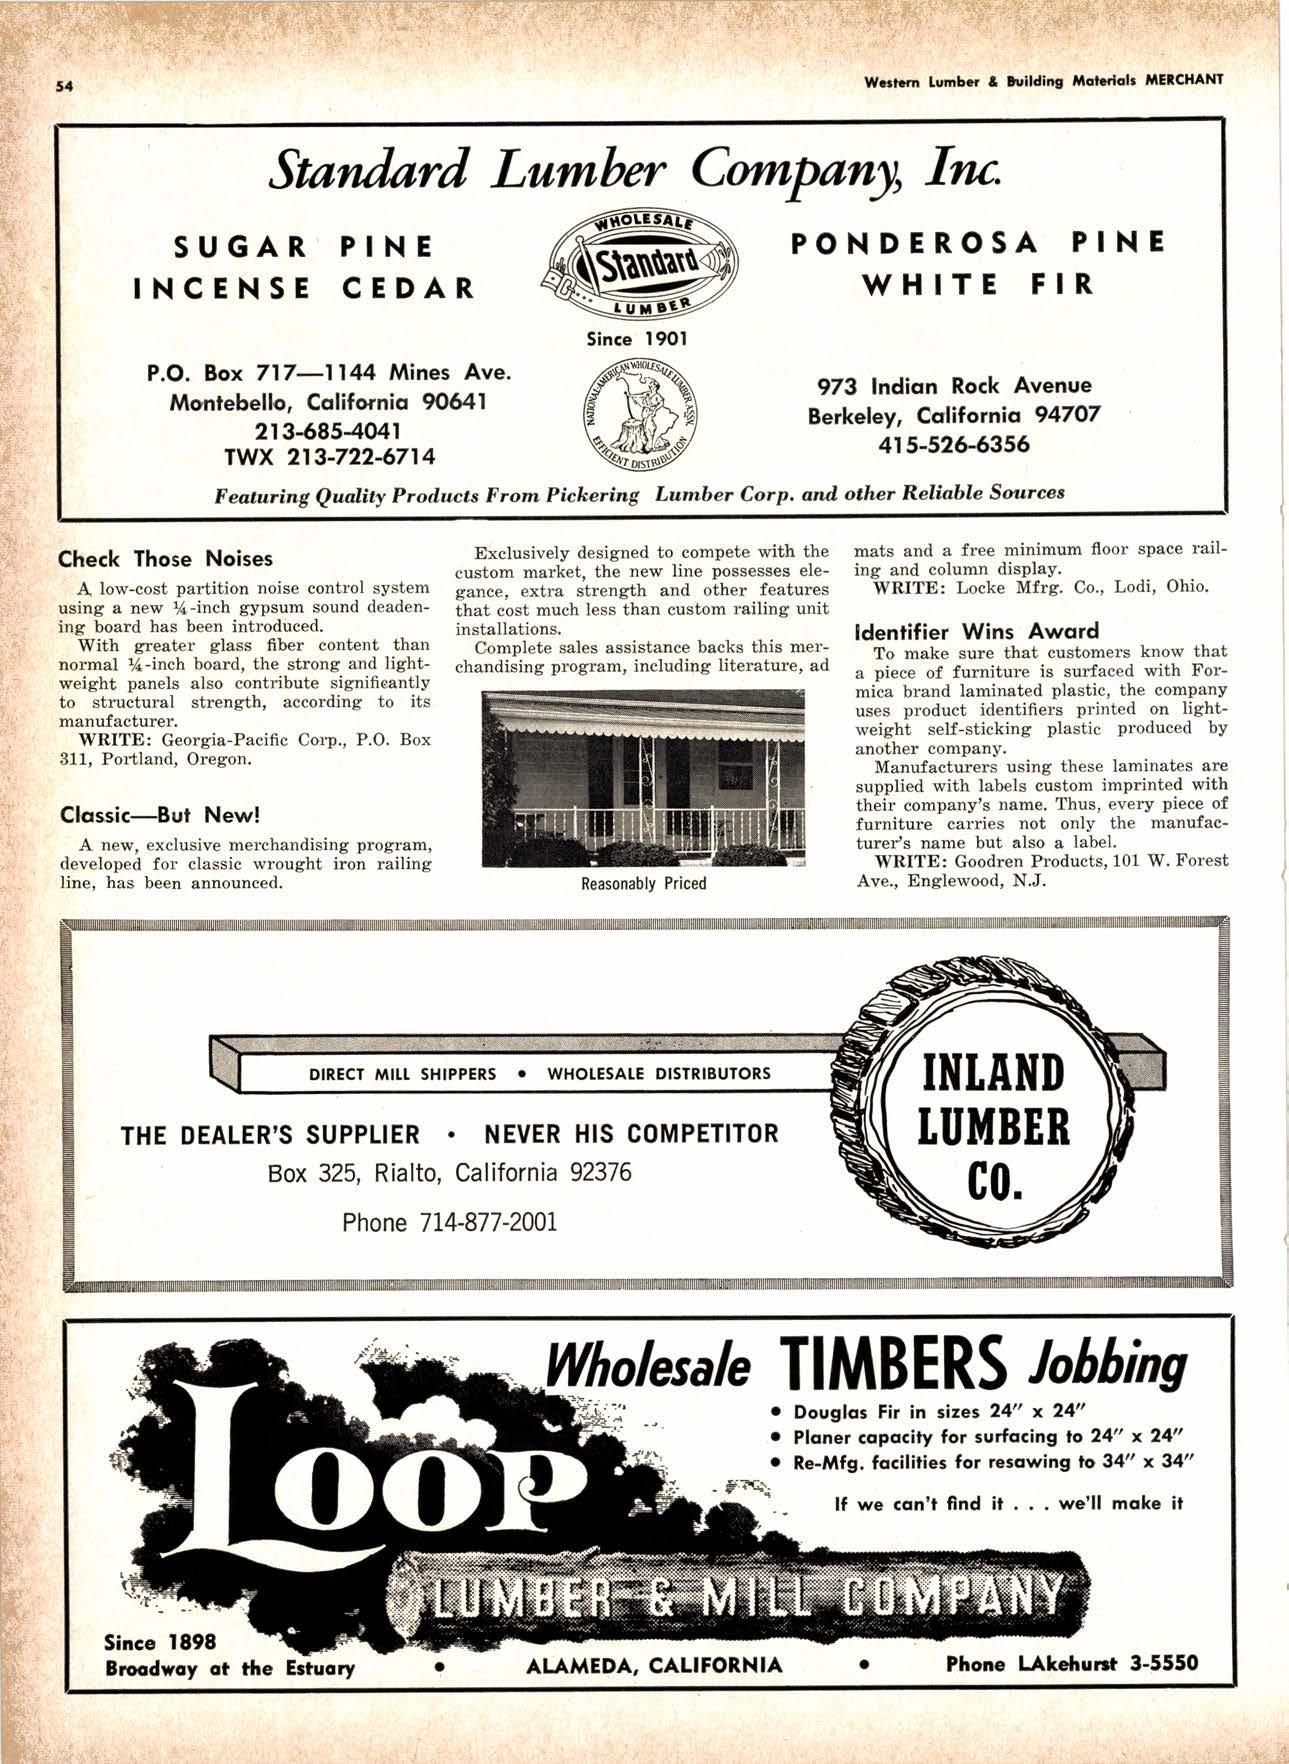 54
Western Lumber & Building Materials MERCHANT
Standard Lumber Company, Inc.
SUGAR PINE
INCENSE CEDAR
WHOLESALE
Standard
LUMBER
Since 1901
PONDEROSA PINE
WHITE FIR
P.O. Box 717—1144 Mines Ave.
Montebello, California 90641
213-685-4041
TWX 213-722-6714
NATIONAL-AMERICAN WHOLESALE LUMBER ASSN.
EFFICIENT DISTRIBUTION
973 Indian Rock Avenue
Berkeley, California 94707
415-526-6356
Featuring Quality Products From Pickering Lumber Corp. and other Reliable Sources
Check Those Noises
A low-cost partition noise control system
using a new ¼-inch gypsum sound deaden-
ing board has been introduced.
With greater glass fiber content than
normal ¼-inch board, the strong and light-
weight panels also contribute significantly
to structural strength, according to its
manufacturer.
WRITE: Georgia-Pacific Corp., P.O. Box
311, Portland, Oregon.
Classic—But New!
A new, exclusive merchandising program,
developed for classic wrought iron railing
line, has been announced.
Exclusively designed to compete with the
custom market, the new line possesses ele-
gance, extra strength and other features
that cost much less than custom railing unit
installations.
Complete sales assistance backs this mer-
chandising program, including literature, ad
Reasonably Priced
mats and a free minimum floor space rail-
ing and column display.
WRITE: Locke Mfrg. Co., Lodi, Ohio.
Identifier Wins Award
To make sure that customers know that
a piece of furniture is surfaced with For-
mica brand laminated plastic, the company
uses product identifiers printed on light-
weight self-sticking plastic produced by
another company.
Manufacturers using these laminates are
supplied with labels custom imprinted with
their company's name. Thus, every piece of
furniture carries not only the manufac-
turer's name but also a label.
WRITE: Goodren Products, 101 W. Forest
Ave., Englewood, N.J.
DIRECT MILL SHIPPERS • WHOLESALE DISTRIBUTORS
THE DEALER'S SUPPLIER • NEVER HIS COMPETITOR
Box 325, Rialto, California 92376
Phone 714-877-2001
INLAND
LUMBER
CO.
Wholesale TIMBERS Jobbing
• Douglas Fir in sizes 24″ x 24″
• Planer capacity for surfacing to 24″ x 24″
• Re-Mfg. facilities for resawing to 34″ x 34″
If we can't find it . . . we'll make it
LOOP
LUMBER & MILL COMPANY
Since 1898
Broadway at the Estuary • ALAMEDA, CALIFORNIA • Phone LAkehurst 3-5550